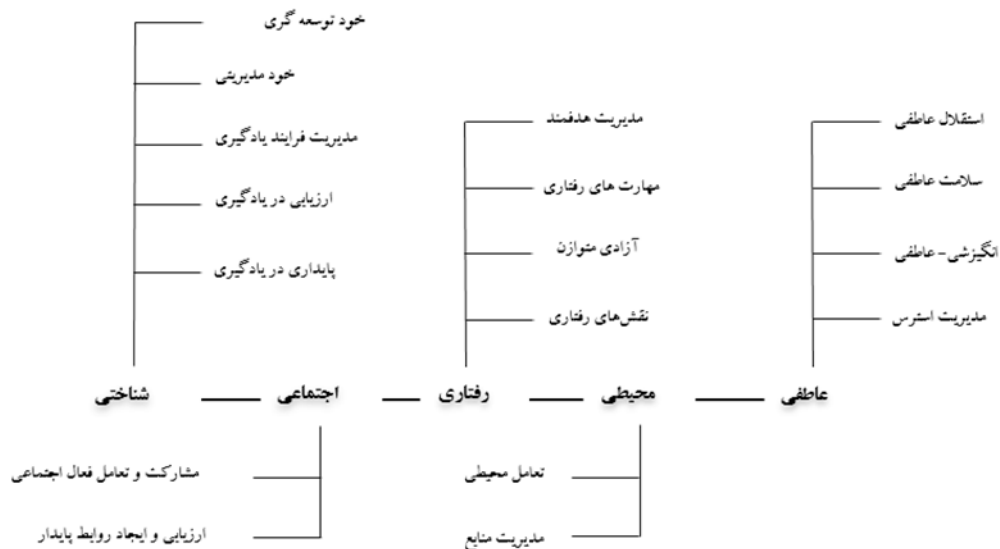 خود توسعه گری
خود مدیریتی
مدیریت فرایند یادگیری
ارزیابی در یادگیری
پایداری در یادگیری
مدیریت هدفمند
مهارت های رفتاری
آزادی متوازن
نقش‌های رفتاری
استقلال عاطفی
سلامت عاطفی
انگیزشی- عاطفی
مدیریت استرس
شناختی
اجتماعی
رفتاری
محیطی
عاطفی
مشارکت و تعامل فعال اجتماعی
ارزیابی و ایجاد روابط پایدار
تعامل محیطی
مدیریت منابع